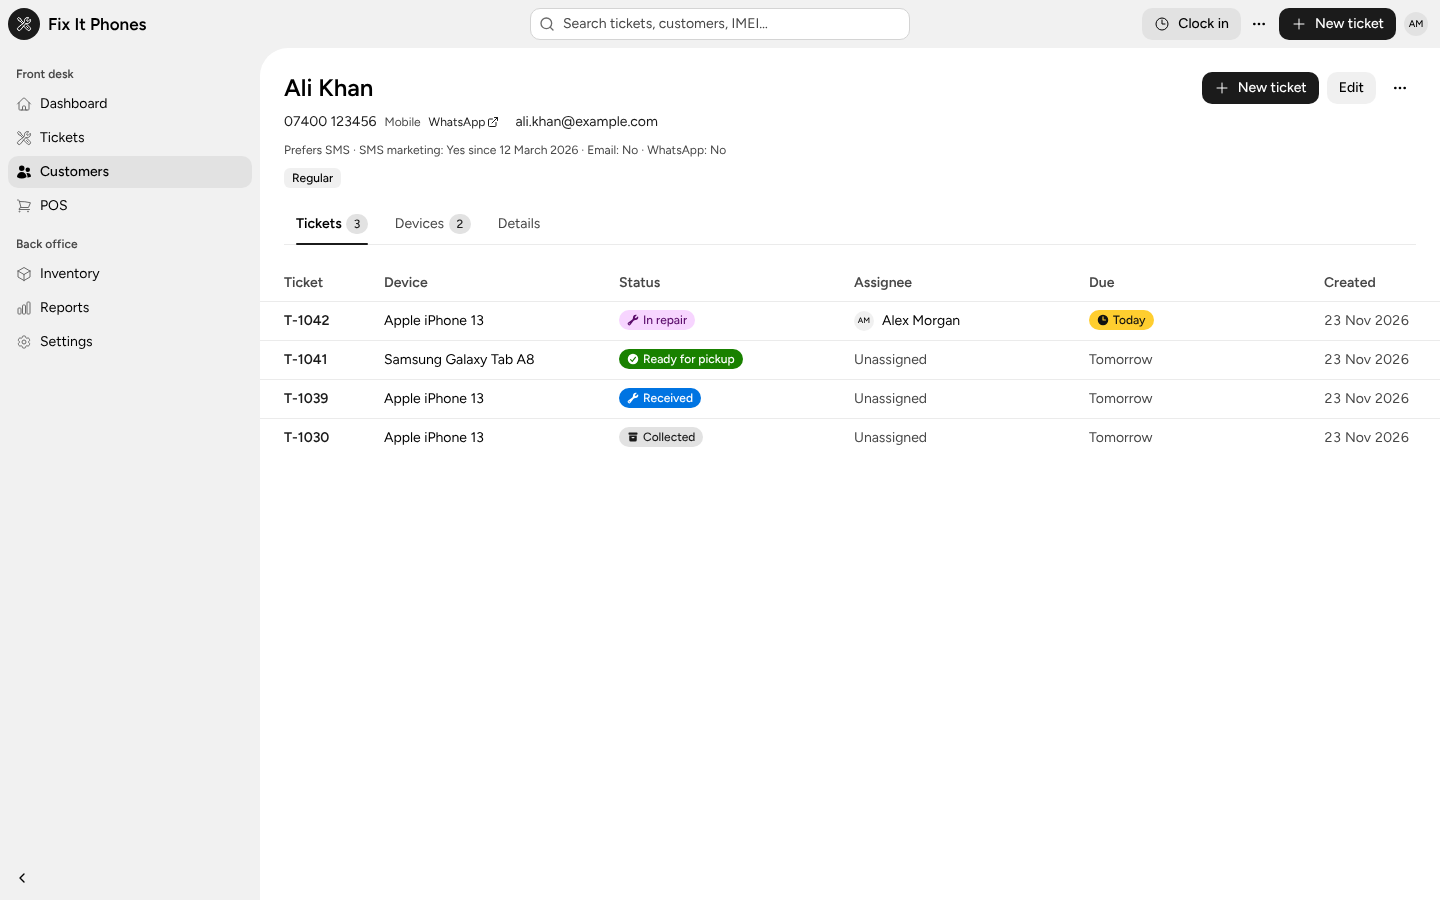 Fix It Phones
Search tickets, customers, IMEI...
Clock in
New ticket
AM
Front desk
Dashboard
Tickets
Customers
POS
Back office
Inventory
Reports
Settings
Ali Khan
New ticket
Edit
07400 123456 Mobile WhatsApp ali.khan@example.com
Prefers SMS · SMS marketing: Yes since 12 March 2026 · Email: No · WhatsApp: No
Regular
Tickets 3 Devices 2 Details
Ticket Device Status Assignee Due Created
T-1042 Apple iPhone 13 In repair AM Alex Morgan Today 23 Nov 2026
T-1041 Samsung Galaxy Tab A8 Ready for pickup Unassigned Tomorrow 23 Nov 2026
T-1039 Apple iPhone 13 Received Unassigned Tomorrow 23 Nov 2026
T-1030 Apple iPhone 13 Collected Unassigned Tomorrow 23 Nov 2026